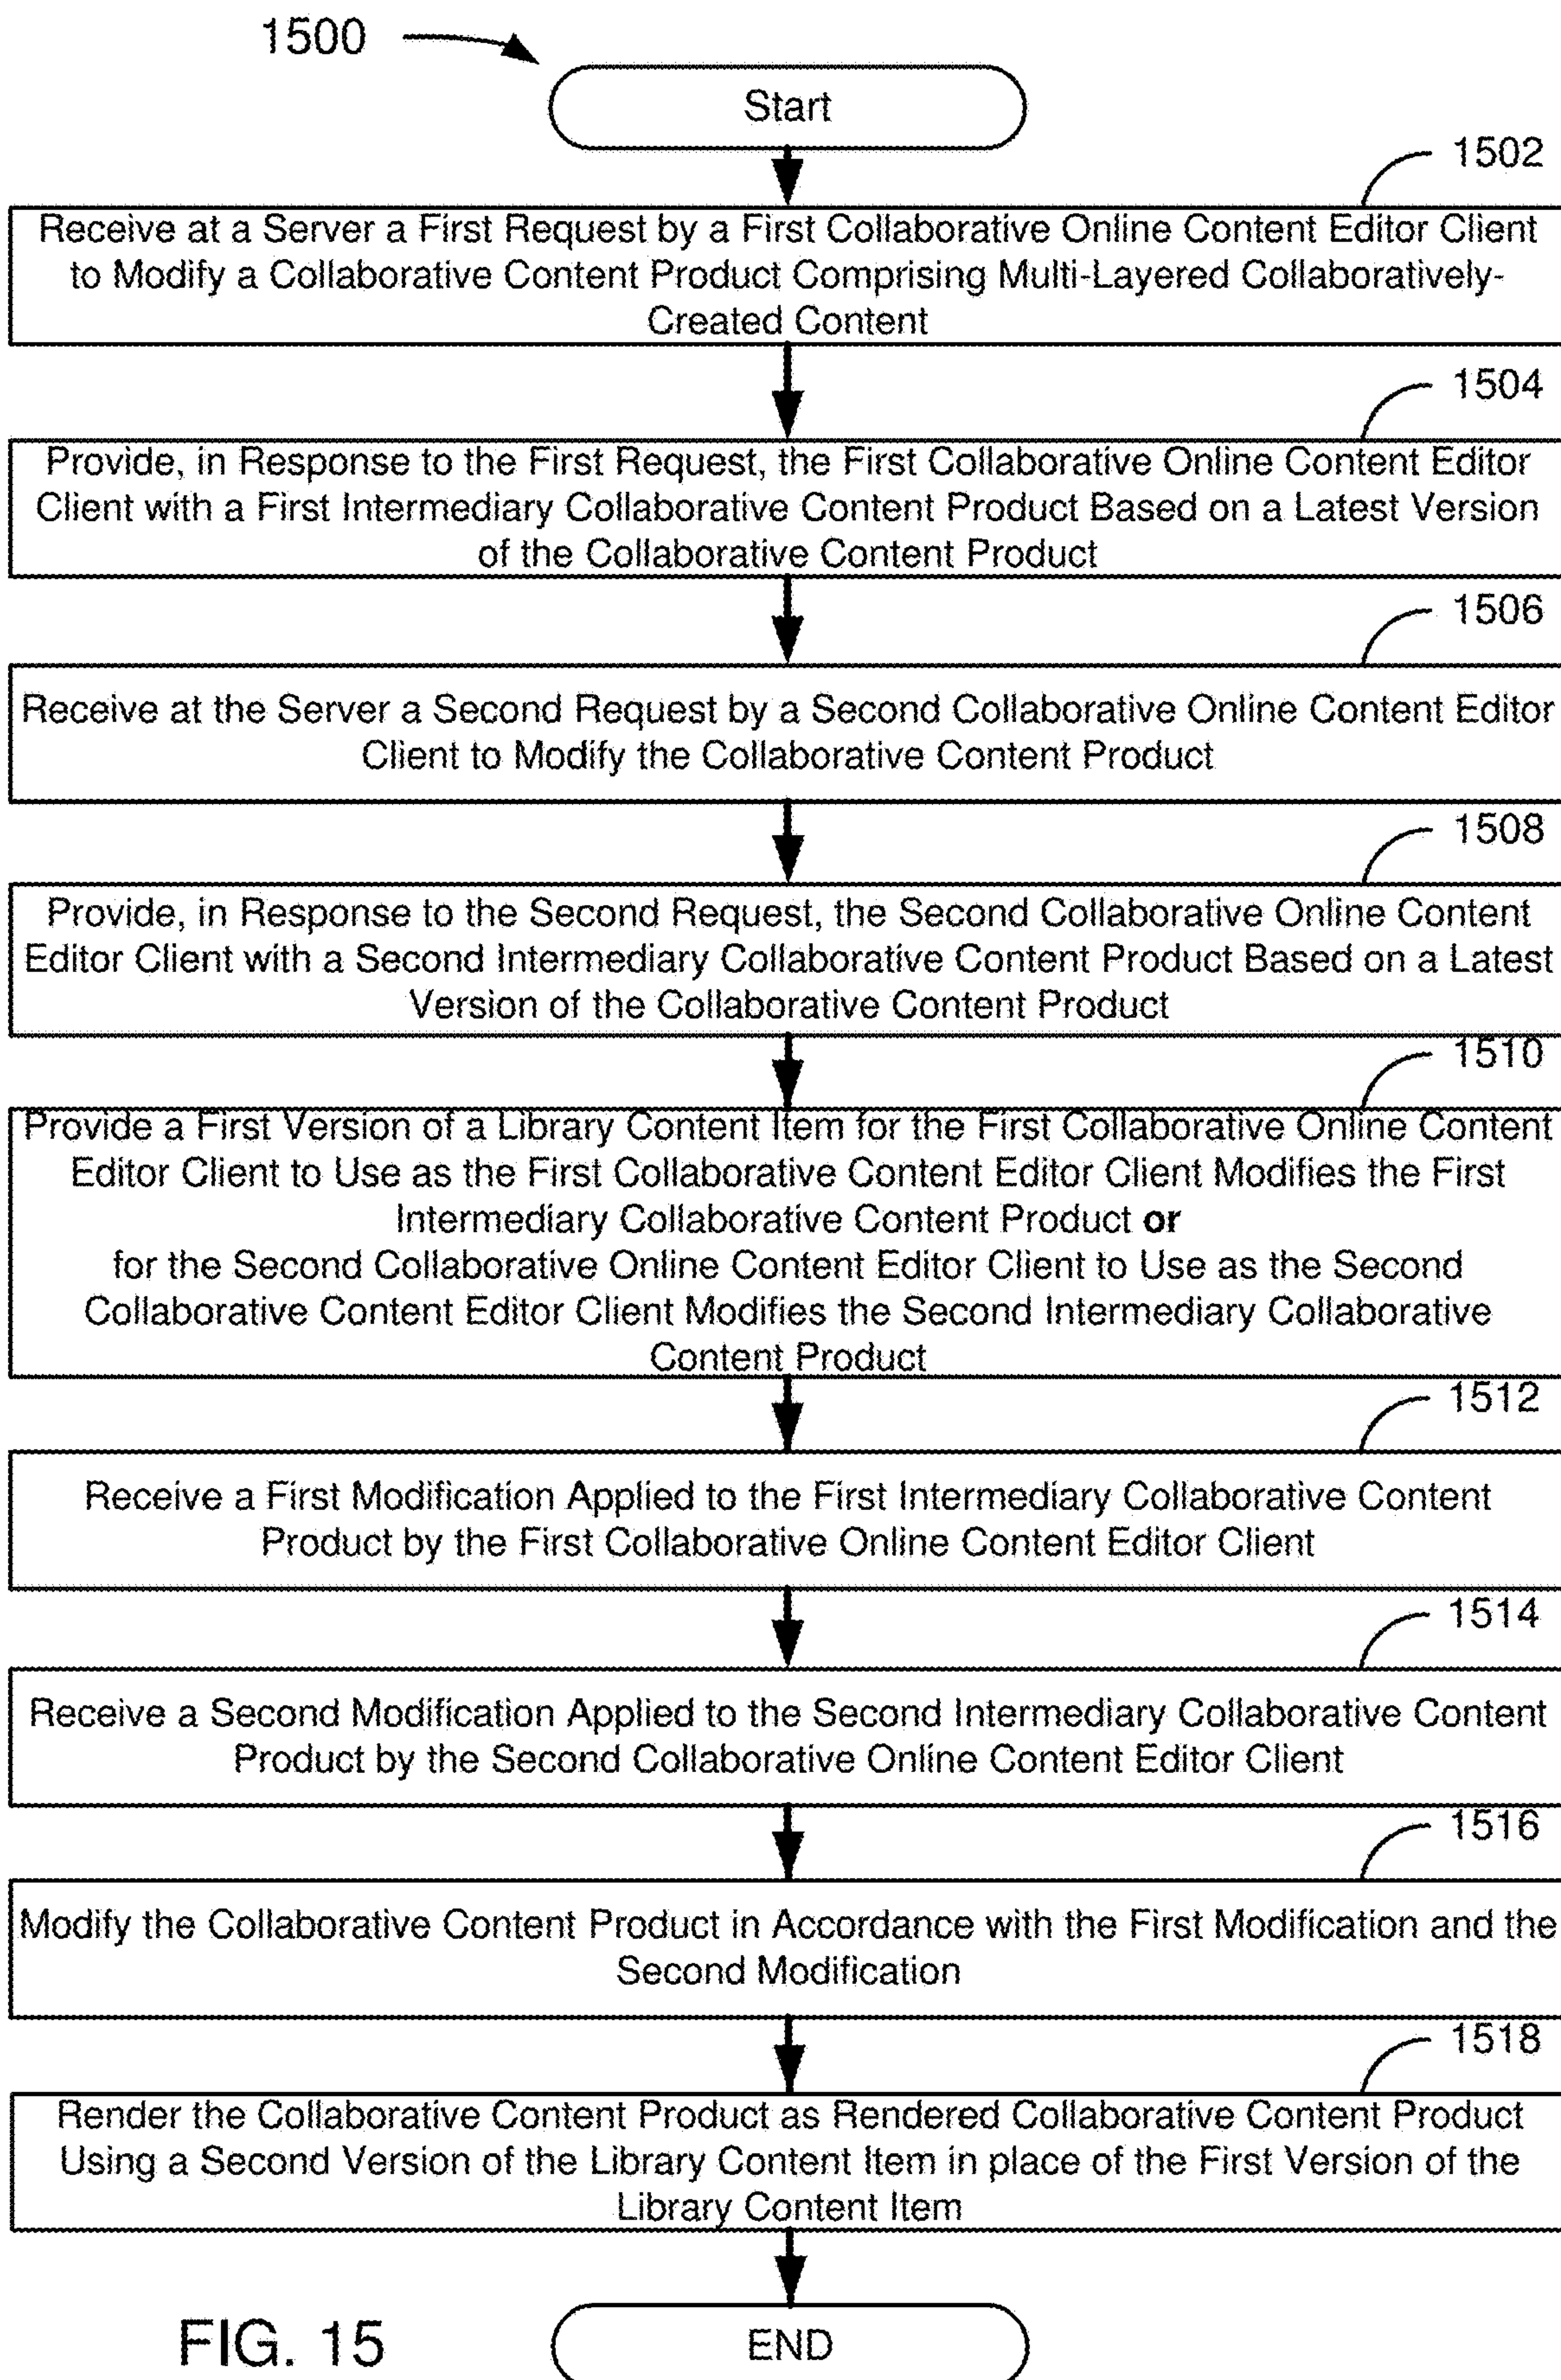 1500
Start
1502
Receive at a Server a First Request by a First Collaborative Online Content Editor Client
to Modify a Collaborative Content Product Comprising Multi-Layered Collaboratively-
Created Content
1504
Provide, in Response to the First Request, the First Collaborative Online Content Editor
Client with a First Intermediary Collaborative Content Product Based on a Latest Version
of the Collaborative Content Product
1506
Receive at the Server a Second Request by a Second Collaborative Online Content Editor
Client to Modify the Collaborative Content Product
1508
Provide, in Response to the Second Request, the Second Collaborative Online Content
Editor Client with a Second Intermediary Collaborative Content Product Based on a Latest
Version of the Collaborative Content Product
1510
Provide a First Version of a Library Content Item for the First Collaborative Online Content
Editor Client to Use as the First Collaborative Content Editor Client Modifies the First
Intermediary Collaborative Content Product or
for the Second Collaborative Online Content Editor Client to Use as the Second
Collaborative Content Editor Client Modifies the Second Intermediary Collaborative
Content Product
1512
Receive a First Modification Applied to the First Intermediary Collaborative Content
Product by the First Collaborative Online Content Editor Client
1514
Receive a Second Modification Applied to the Second Intermediary Collaborative Content
Product by the Second Collaborative Online Content Editor Client
1516
Modify the Collaborative Content Product in Accordance with the First Modification and the
Second Modification
1518
Render the Collaborative Content Product as Rendered Collaborative Content Product
Using a Second Version of the Library Content Item in place of the First Version of the
Library Content Item
END
FIG. 15